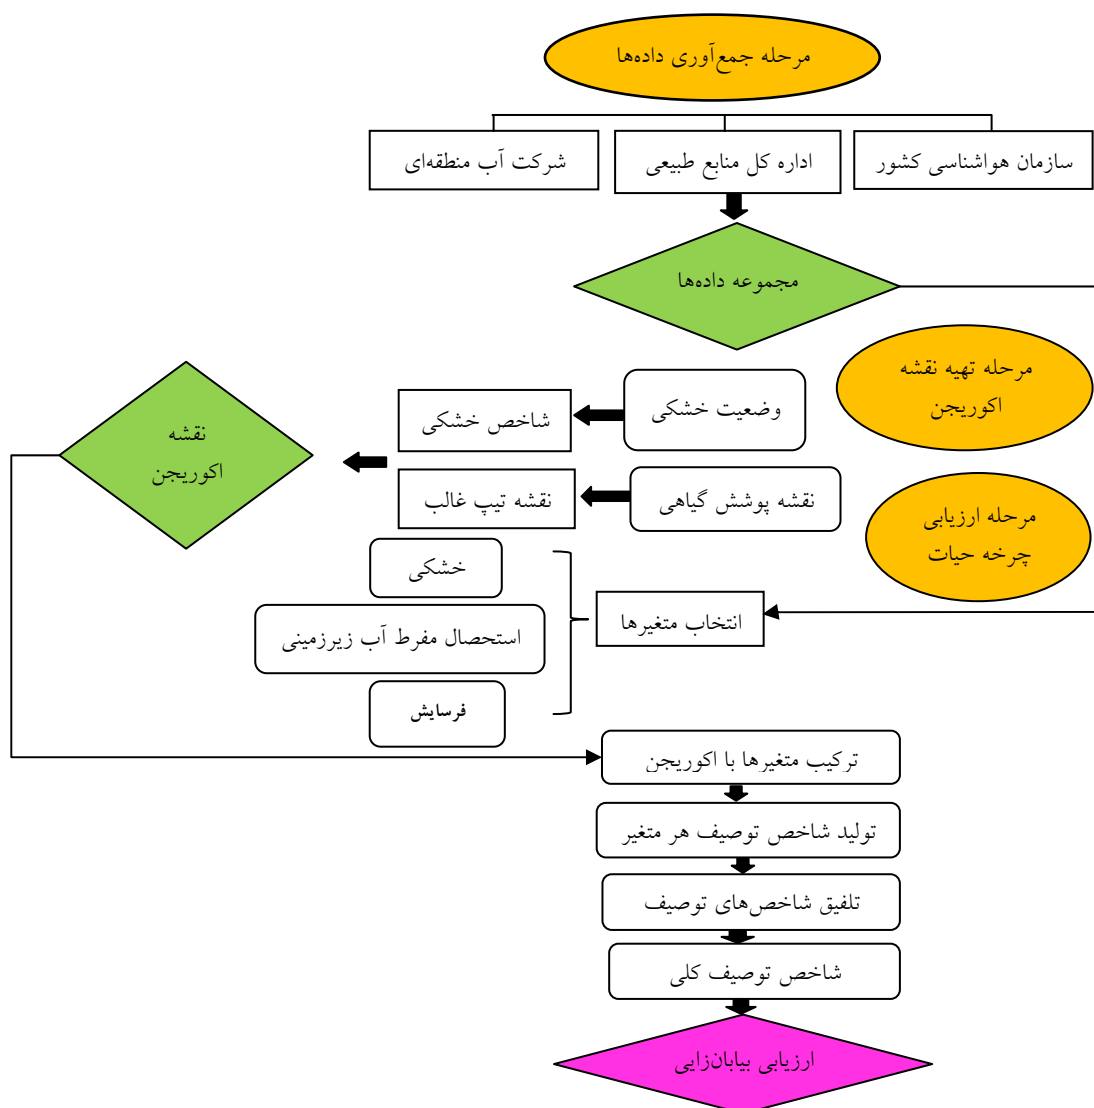 مرحله جمع‌آوری داده‌ها
سازمان هواشناسی کشور
اداره کل منابع طبیعی
شرکت آب منطقه‌ای
مجموعه داده‌ها
مرحله تهیه نقشه
اکوریجن
وضعیت خشکی
شاخص خشکی
نقشه
اکوریجن
نقشه پوشش گیاهی
نقشه تیپ غالب
مرحله ارزیابی
چرخه حیات
خشکی
انتخاب متغیرها
استحصال مفرط آب زیرزمینی
فرسایش
ترکیب متغیرها با اکوریجن
تولید شاخص توصیف هر متغیر
تلفیق شاخص‌های توصیف
شاخص توصیف کلی
ارزیابی بیابان‌زایی